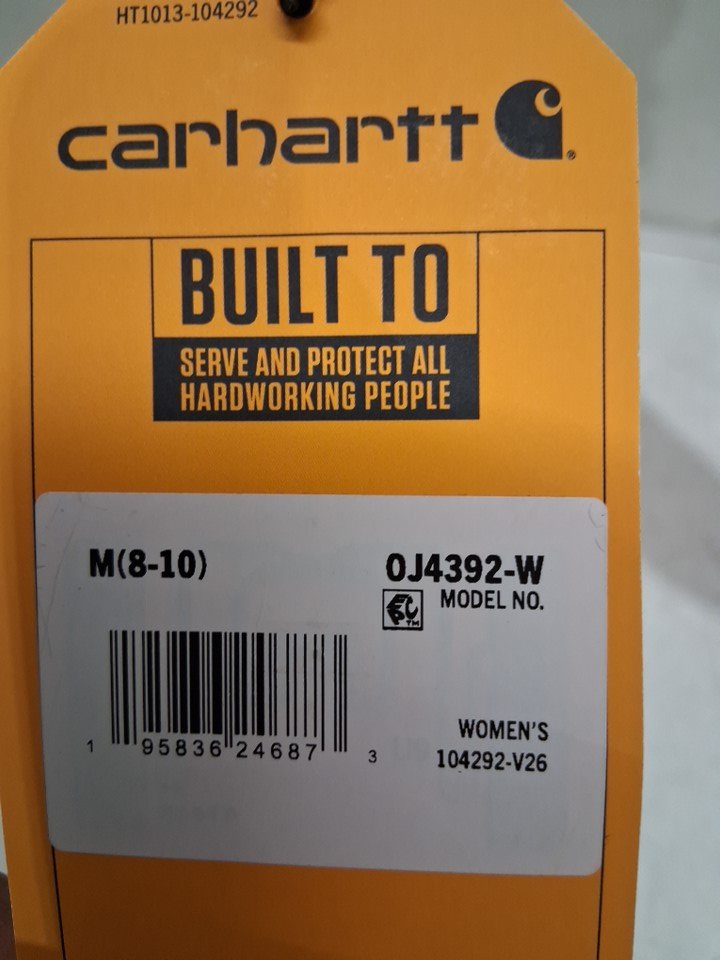 HT1013-104292
carhartt
BUILT TO
SERVE AND PROTECT ALL
HARDWORKING PEOPLE
M(8-10)
OJ4392-W
MODEL NO.
1 95836 24687 3
WOMEN'S
104292-V26